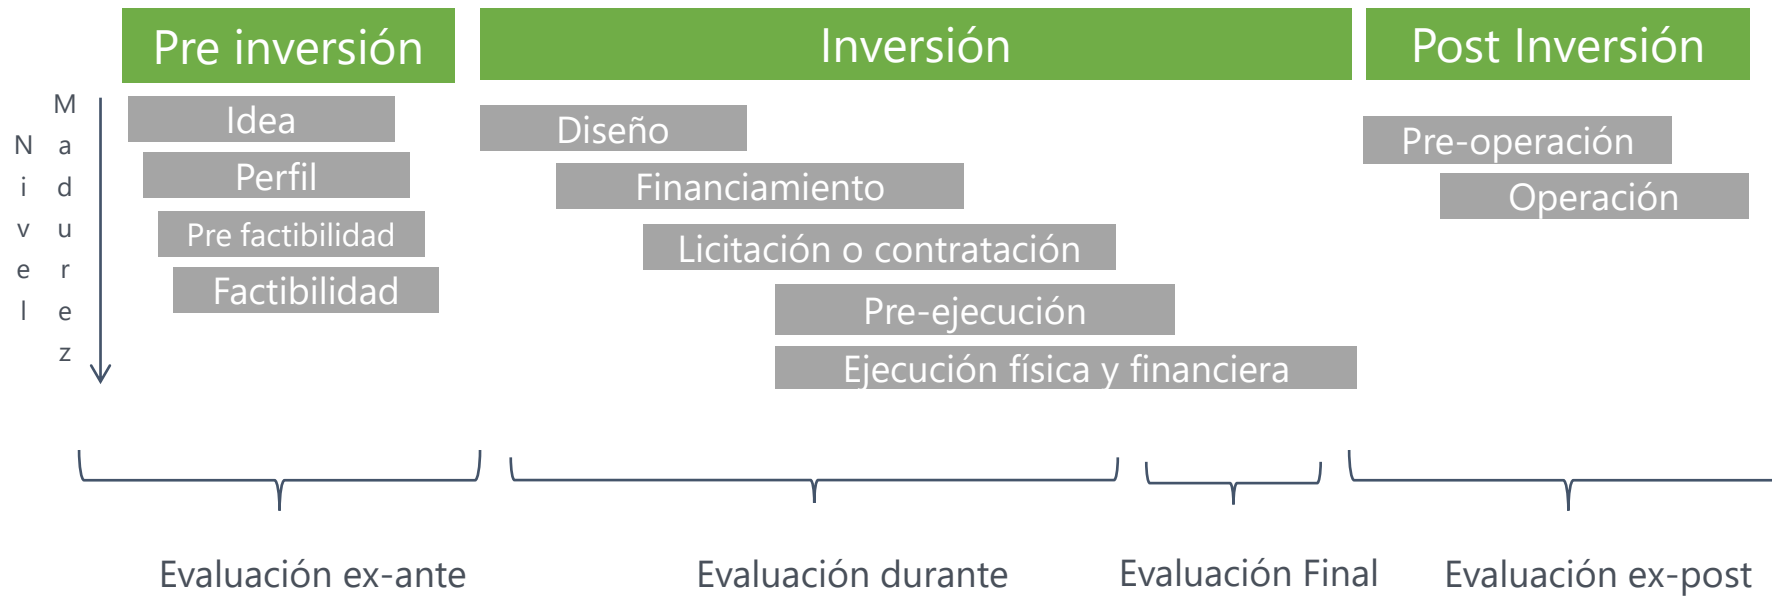 Pre inversión
Inversión
Post Inversión
Nivel
Madurez
Idea
Perfil
Pre factibilidad
Factibilidad
Diseño
Financiamiento
Licitación o contratación
Pre-ejecución
Ejecución física y financiera
Pre-operación
Operación
Evaluación ex-ante
Evaluación durante
Evaluación Final
Evaluación ex-post